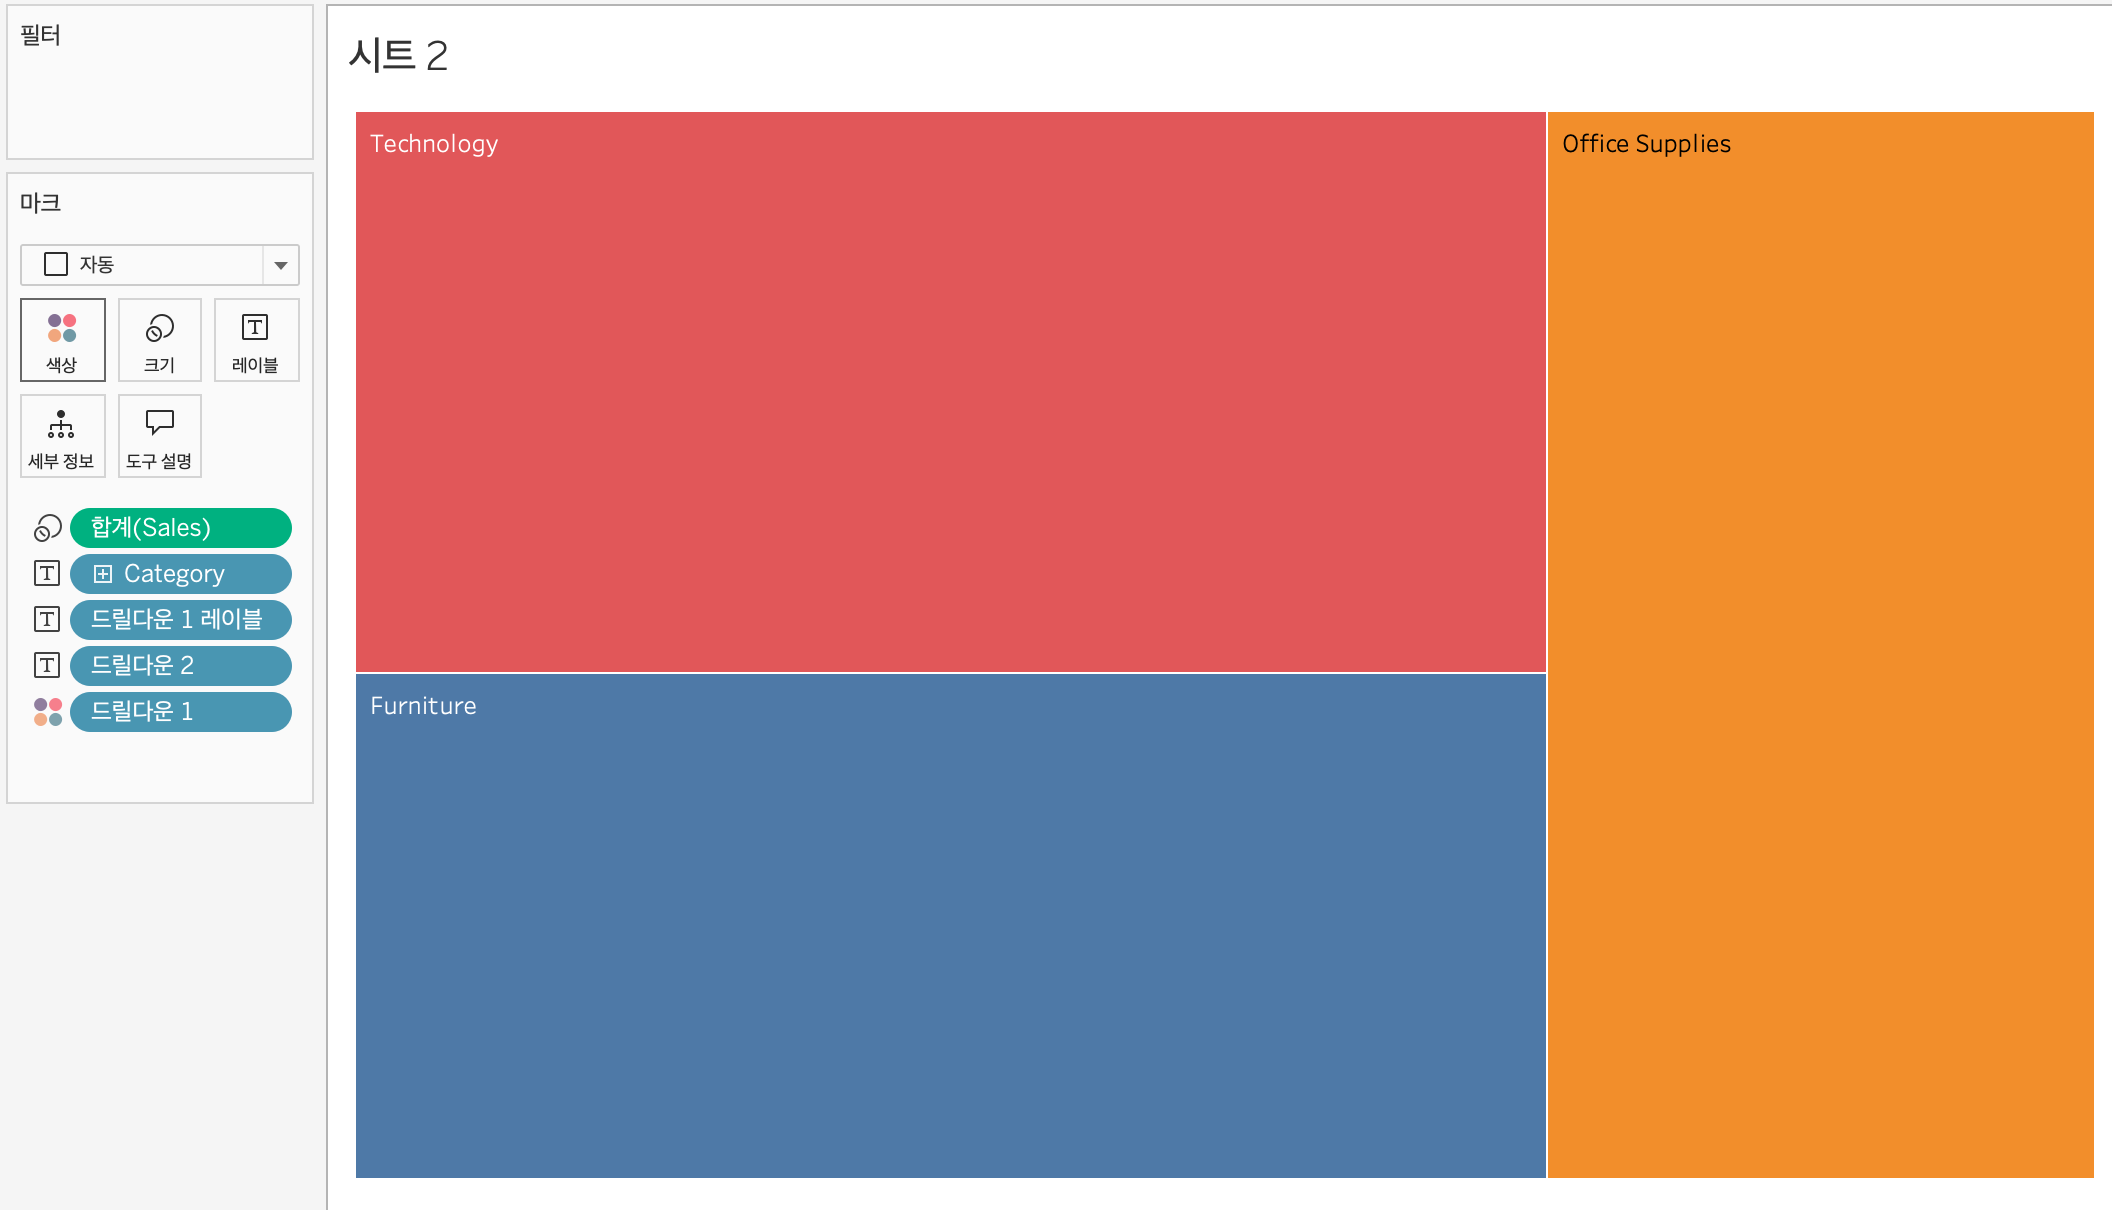 필터
마크
자동
색상
크기
레이블
세부 정보
도구 설명
합계(Sales)
Category
드릴다운 1 레이블
드릴다운 2
드릴다운 1
시트 2
Technology
Office Supplies
Furniture